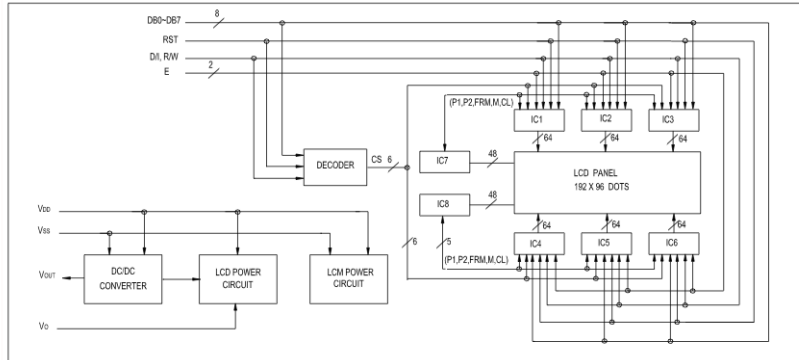 DB0~DB7 8
RST
D/I, R/W
E 2
(P1,P2,FRM,M,CL)
IC1 IC2 IC3
64 64 64
DECODER CS 6
IC7 48
LCD PANEL
192 X 96 DOTS
IC8 48
64 64 64
IC4 IC5 IC6
6 5
(P1,P2,FRM,M,CL)
VDD
VSS
VOUT
DC/DC
CONVERTER
LCD POWER
CIRCUIT
LCM POWER
CIRCUIT
VO